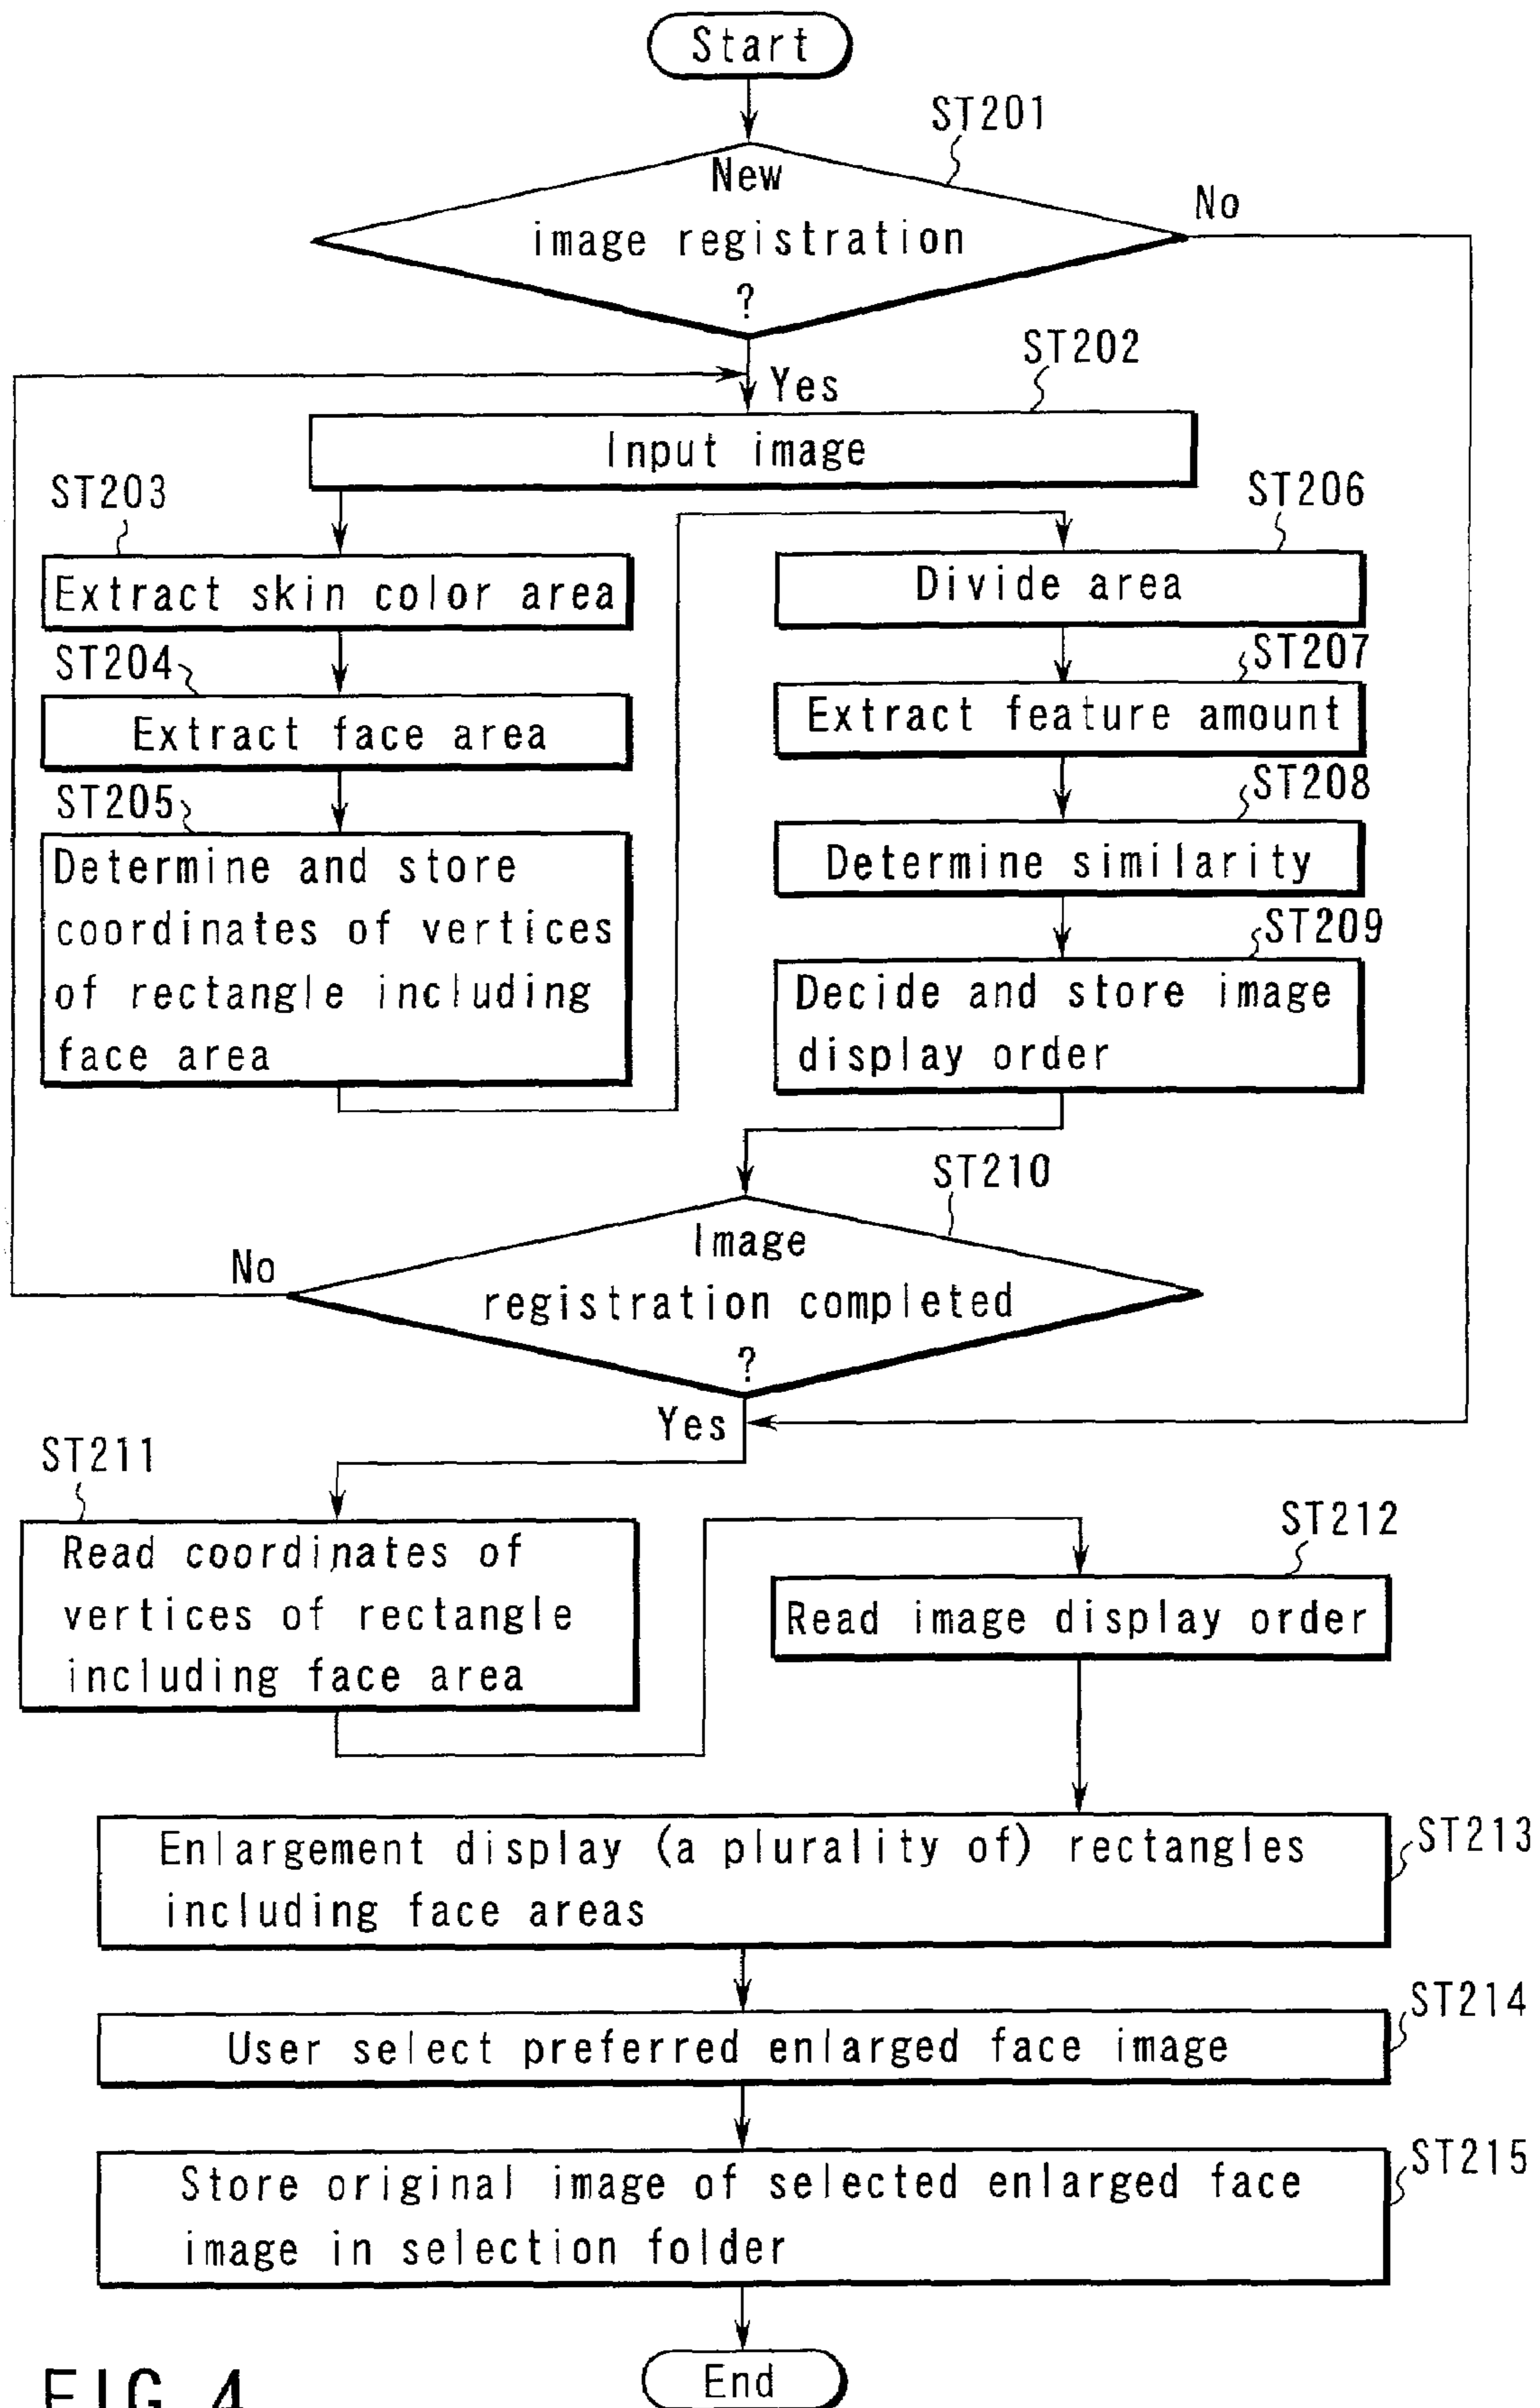 Start
ST201
New
image registration
?
No
Yes
ST202
Input image
ST203
Extract skin color area
ST204
Extract face area
ST205
Determine and store
coordinates of vertices
of rectangle including
face area
ST206
Divide area
ST207
Extract feature amount
ST208
Determine similarity
ST209
Decide and store image
display order
ST210
Image
registration completed
?
No
Yes
ST211
Read coordinates of
vertices of rectangle
including face area
ST212
Read image display order
ST213
Enlargement display (a plurality of) rectangles
including face areas
ST214
User select preferred enlarged face image
ST215
Store original image of selected enlarged face
image in selection folder
End
FIG. 4